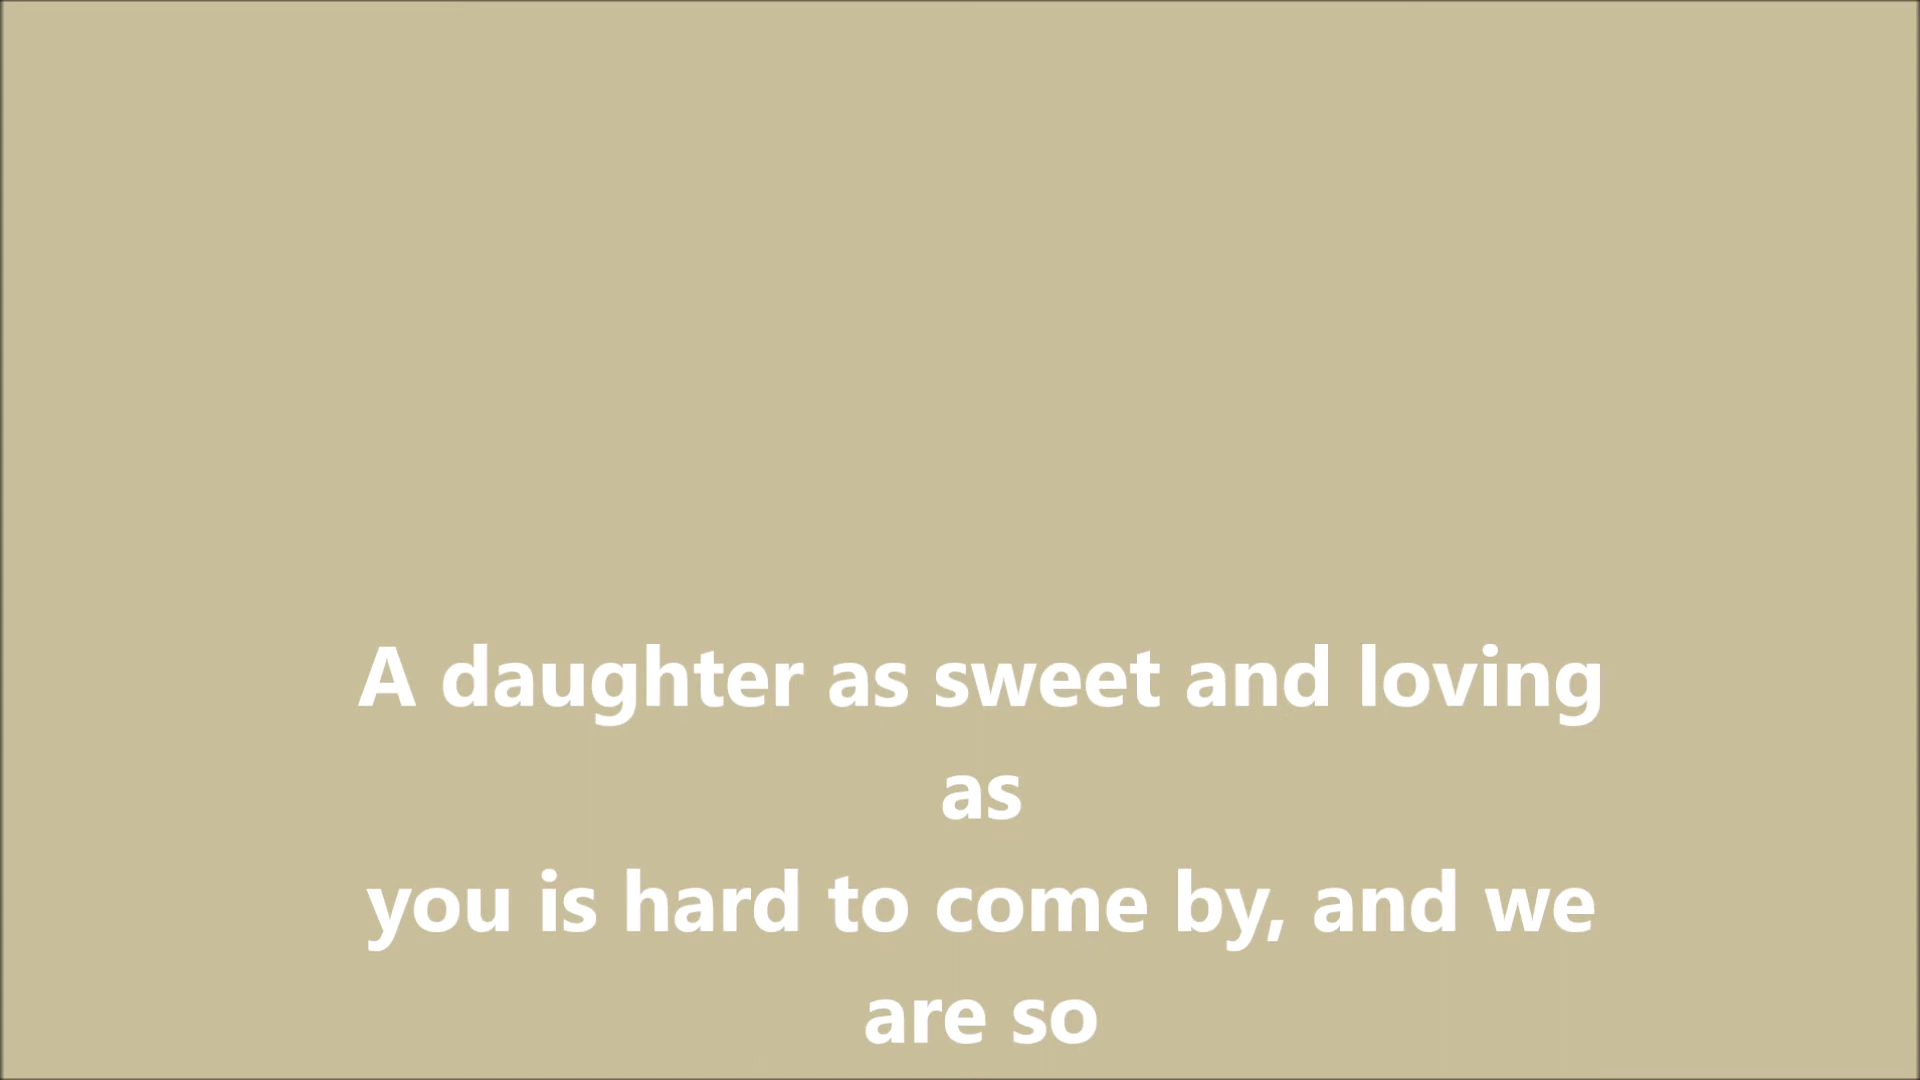 A daughter as sweet and loving
as
you is hard to come by, and we
are so